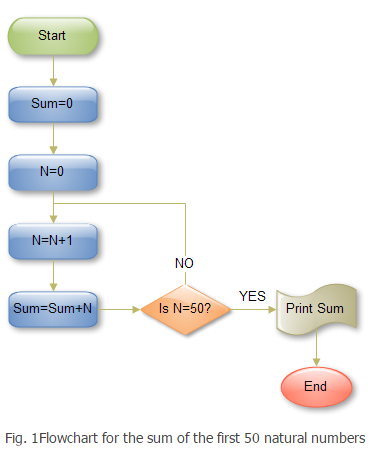 Start
Sum=0
N=0
N=N+1
NO
Sum=Sum+N
Is N=50?
YES
Print Sum
End
Fig. 1Flowchart for the sum of the first 50 natural numbers